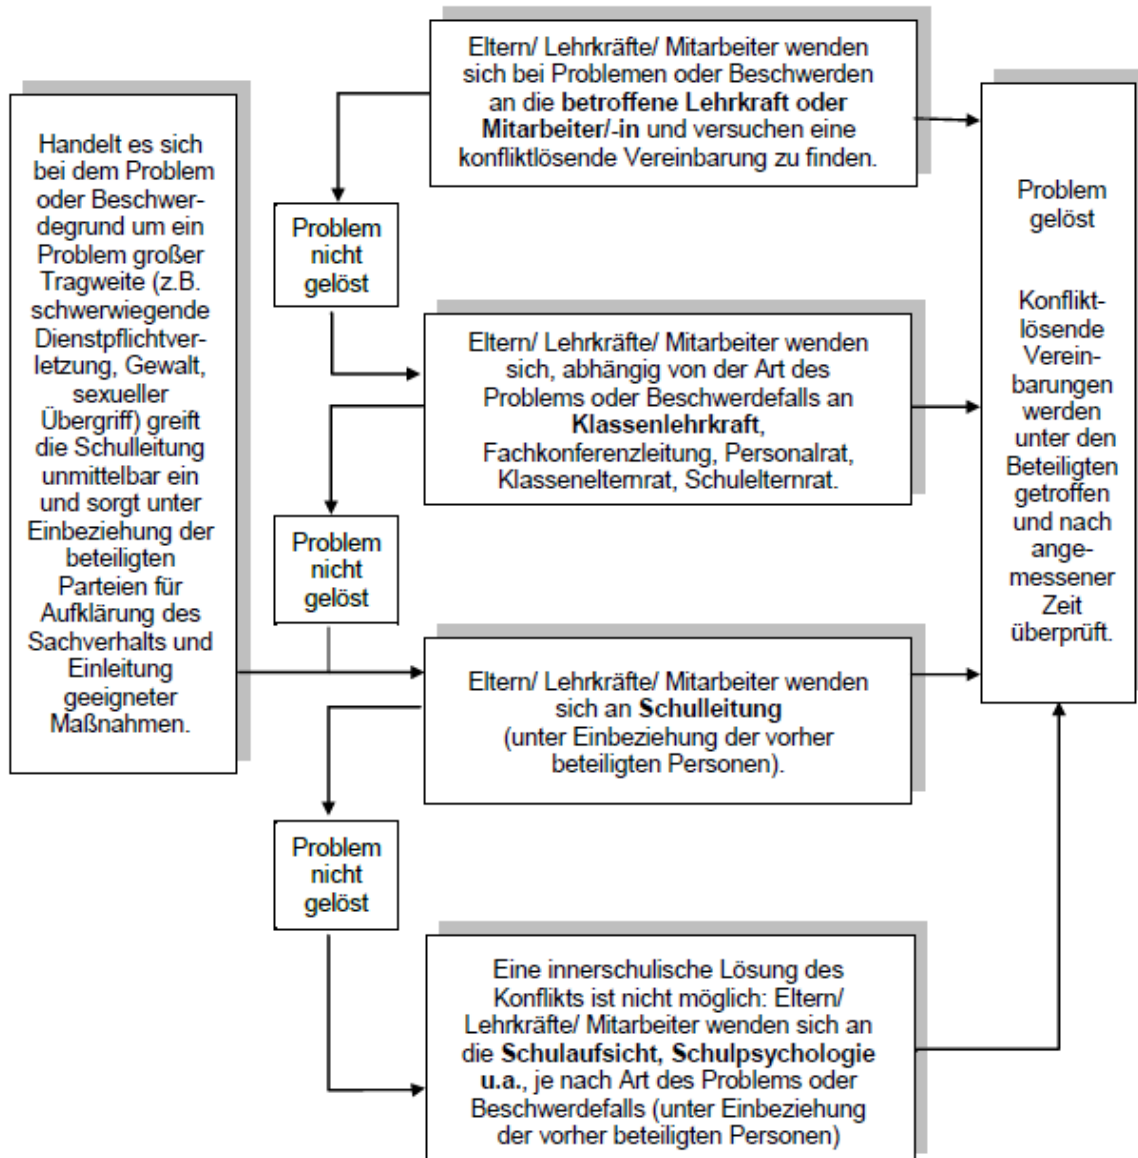 Eltern/ Lehrkräfte/ Mitarbeiter wenden
sich bei Problemen oder Beschwerden
an die betroffene Lehrkraft oder
Mitarbeiter/-in und versuchen eine
konfliktlösende Vereinbarung zu finden.
Handelt es sich
bei dem Problem
oder Beschwer-
degrund um ein
Problem großer
Tragweite (z.B.
schwerwiegende
Dienstpflichtver-
letzung, Gewalt,
sexueller
Übergriff) greift
die Schulleitung
unmittelbar ein
und sorgt unter
Einbeziehung der
beteiligten
Parteien für
Aufklärung des
Sachverhalts und
Einleitung
geeigneter
Maßnahmen.
Problem
nicht
gelöst
Eltern/ Lehrkräfte/ Mitarbeiter wenden
sich, abhängig von der Art des
Problems oder Beschwerdefalls an
Klassenlehrkraft,
Fachkonferenzleitung, Personalrat,
Klassenelternrat, Schulelternrat.
Problem
nicht
gelöst
Eltern/ Lehrkräfte/ Mitarbeiter wenden
sich an Schulleitung
(unter Einbeziehung der vorher
beteiligten Personen).
Problem
nicht
gelöst
Eine innerschulische Lösung des
Konflikts ist nicht möglich: Eltern/
Lehrkräfte/ Mitarbeiter wenden sich an
die Schulaufsicht, Schulpsychologie
u.a., je nach Art des Problems oder
Beschwerdefalls (unter Einbeziehung
der vorher beteiligten Personen)
Problem
gelöst
Konflikt-
lösende
Verein-
barungen
werden
unter den
Beteiligten
getroffen
und nach
ange-
messener
Zeit
überprüft.